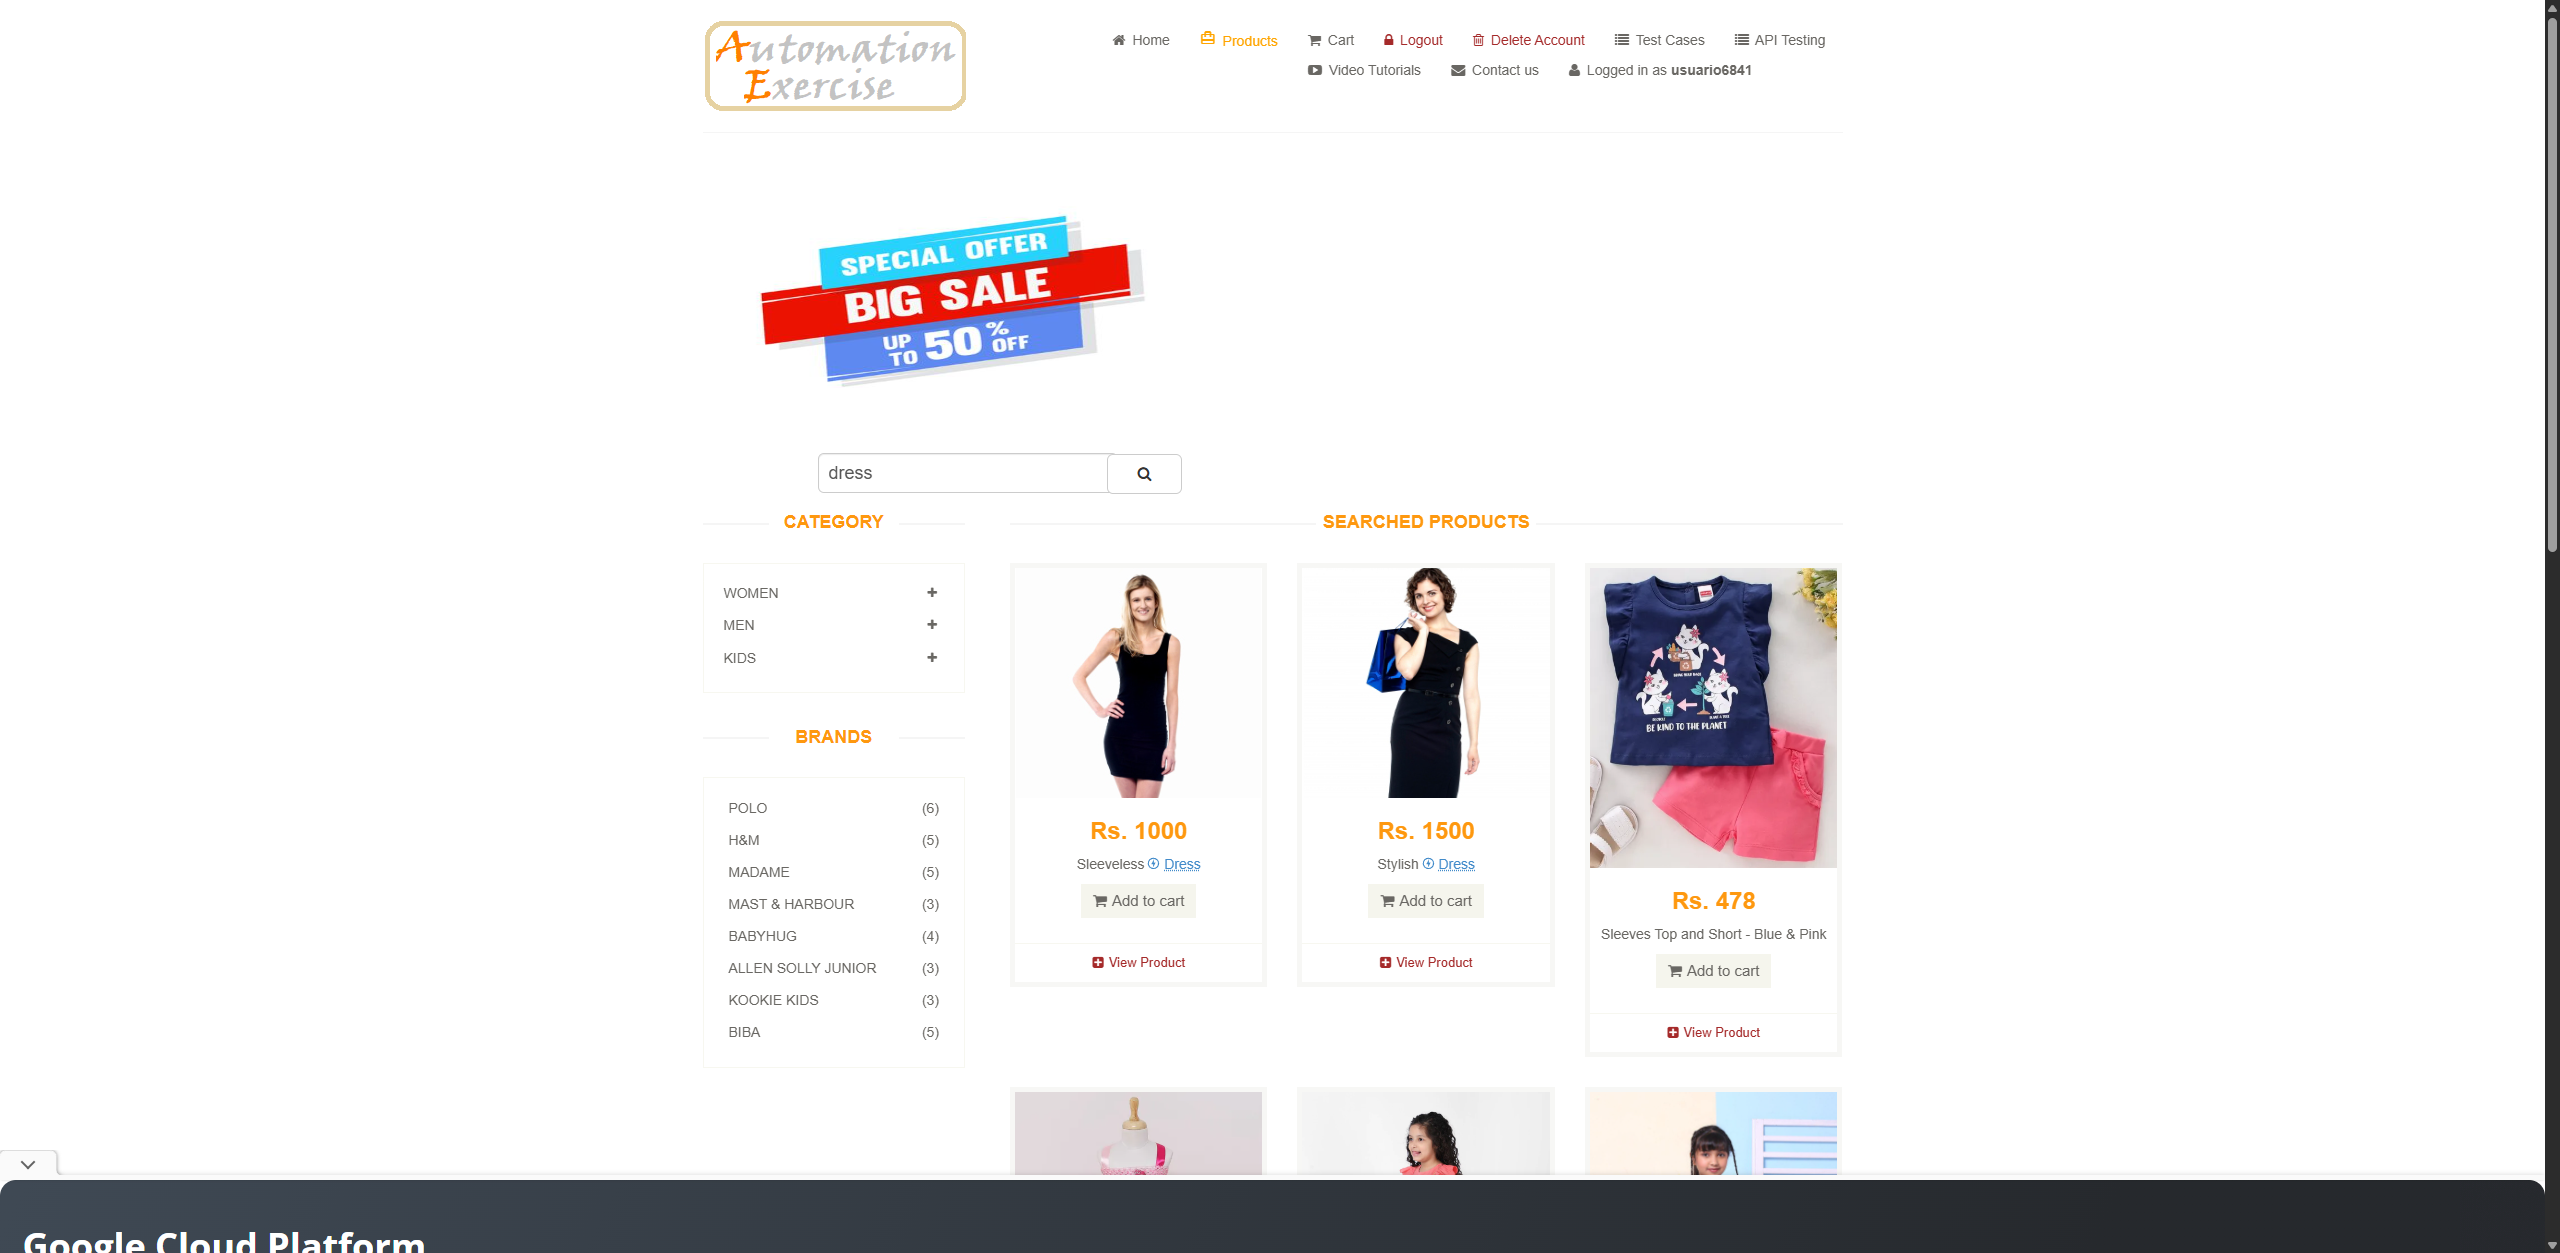 Automation
Exercise
Home
Products
Cart
Logout
Delete Account
Test Cases
API Testing
Video Tutorials
Contact us
Logged in as usuario6841
SPECIAL OFFER
BIG SALE
UP TO 50% OFF
dress
CATEGORY
WOMEN
MEN
KIDS
BRANDS
POLO (6)
H&M (5)
MADAME (5)
MAST & HARBOUR (3)
BABYHUG (4)
ALLEN SOLLY JUNIOR (3)
KOOKIE KIDS (3)
BIBA (5)
SEARCHED PRODUCTS
Rs. 1000
Sleeveless Dress
Add to cart
View Product
Rs. 1500
Stylish Dress
Add to cart
View Product
BE KIND TO THE PLANET
Rs. 478
Sleeves Top and Short - Blue & Pink
Add to cart
View Product
Google Cloud Platform